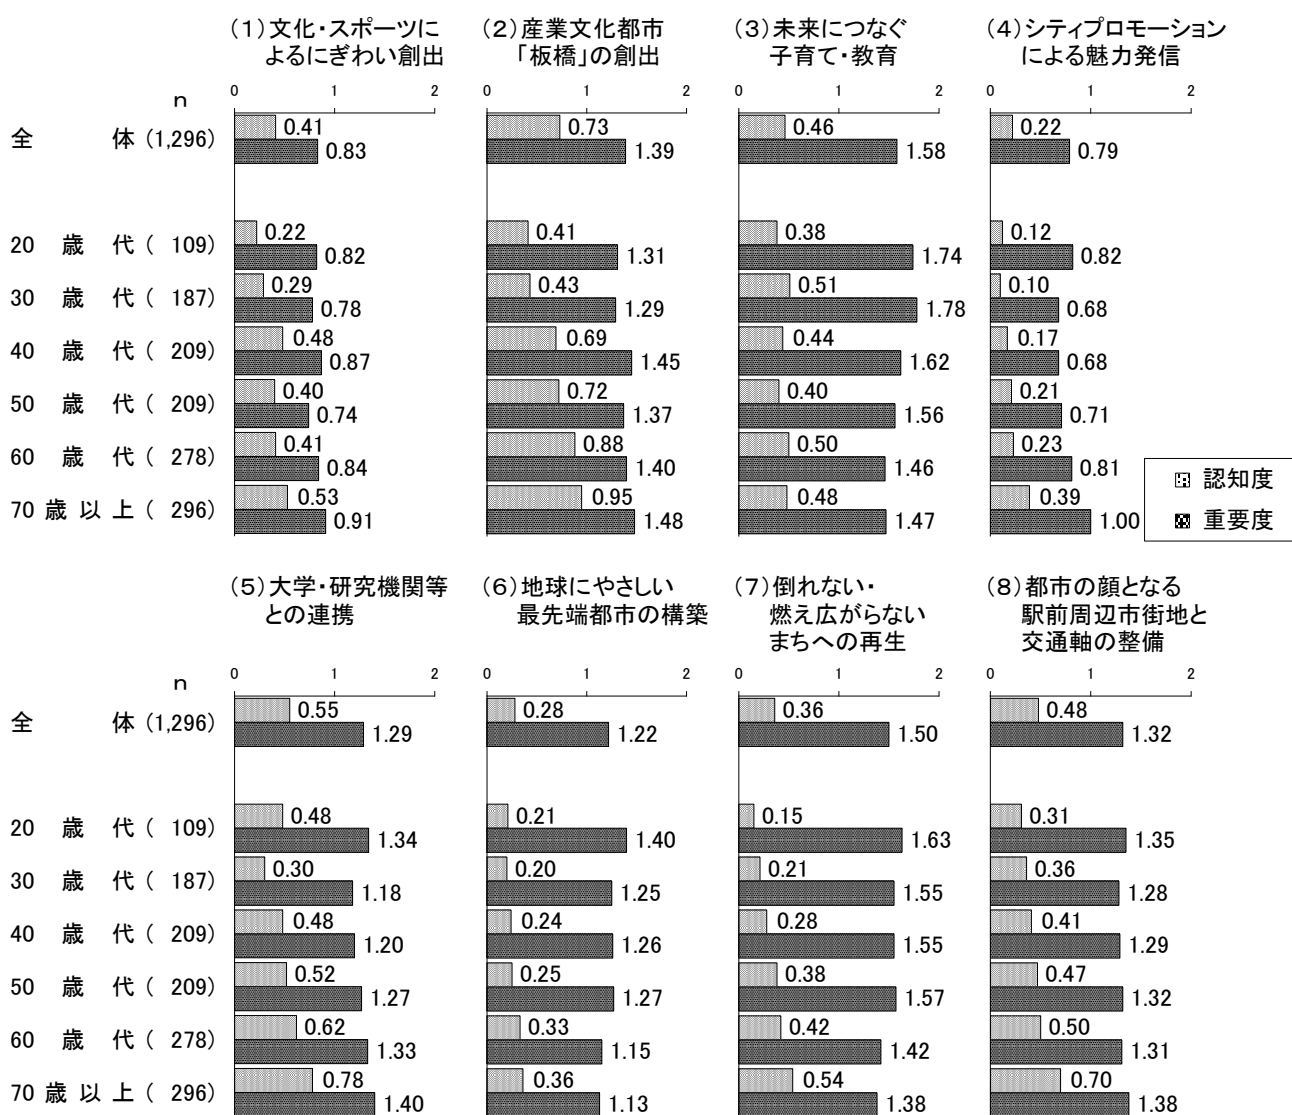 （1）文化・スポーツに
よるにぎわい創出
（2）産業文化都市
「板橋」の創出
（3）未来につなぐ
子育て・教育
（4）シティプロモーション
による魅力発信
n
0 1 2 0 1 2 0 1 2 0 1 2
全 体 (1,296) 0.41 0.73 0.46 0.22
0.83 1.39 1.58 0.79
20 歳 代 ( 109) 0.22 0.41 0.38 0.12
0.82 1.31 1.74 0.82
30 歳 代 ( 187) 0.29 0.43 0.51 0.10
0.78 1.29 1.78 0.68
40 歳 代 ( 209) 0.48 0.69 0.44 0.17
0.87 1.45 1.62 0.68
50 歳 代 ( 209) 0.40 0.72 0.40 0.21
0.74 1.37 1.56 0.71
60 歳 代 ( 278) 0.41 0.88 0.50 0.23
0.84 1.40 1.46 0.81
70 歳 以 上 ( 296) 0.53 0.95 0.48 0.39
0.91 1.48 1.47 1.00
認知度
重要度
（5）大学・研究機関等
との連携
（6）地球にやさしい
最先端都市の構築
（7）倒れない・
燃え広がらない
まちへの再生
（8）都市の顔となる
駅前周辺市街地と
交通軸の整備
n
0 1 2 0 1 2 0 1 2 0 1 2
全 体 (1,296) 0.55 0.28 0.36 0.48
1.29 1.22 1.50 1.32
20 歳 代 ( 109) 0.48 0.21 0.15 0.31
1.34 1.40 1.63 1.35
30 歳 代 ( 187) 0.30 0.20 0.21 0.36
1.18 1.25 1.55 1.28
40 歳 代 ( 209) 0.48 0.24 0.28 0.41
1.20 1.26 1.55 1.29
50 歳 代 ( 209) 0.52 0.25 0.38 0.47
1.27 1.27 1.57 1.32
60 歳 代 ( 278) 0.62 0.33 0.42 0.50
1.33 1.15 1.42 1.31
70 歳 以 上 ( 296) 0.78 0.36 0.54 0.70
1.40 1.13 1.38 1.38